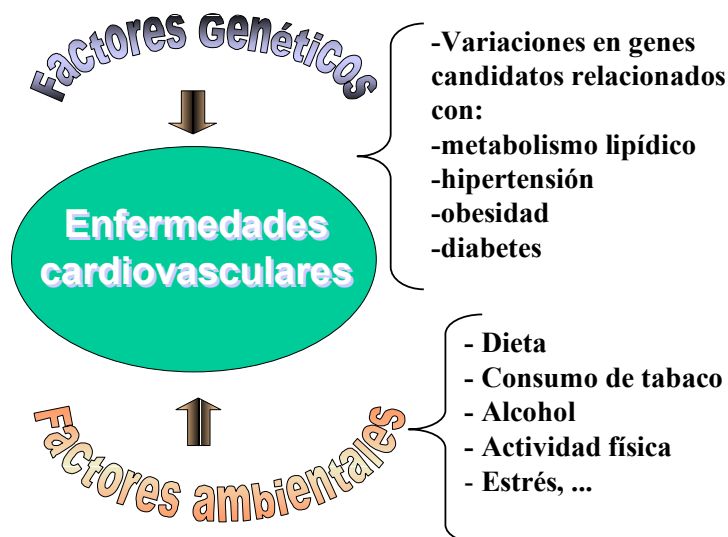 Factores Genéticos
-Variaciones en genes
candidatos relacionados
con:
-metabolismo lipídico
-hipertensión
-obesidad
-diabetes
Enfermedades
cardiovasculares
- Dieta
- Consumo de tabaco
- Alcohol
- Actividad física
- Estrés, ...
Factores ambientales